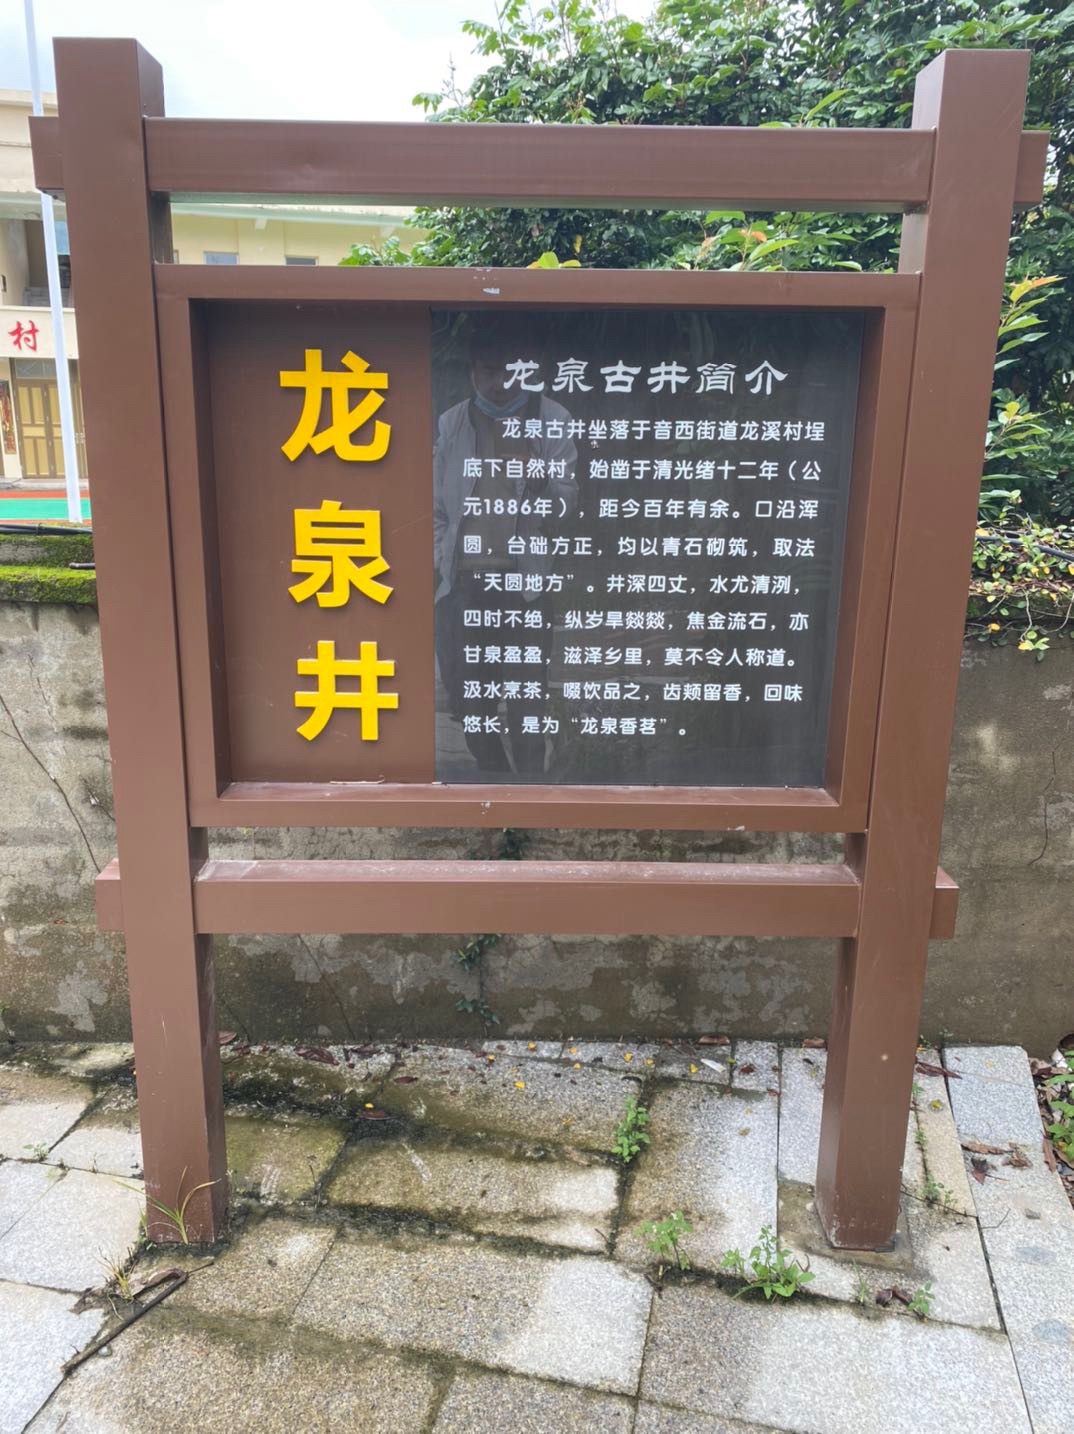 村
龙
泉
井
龙泉古井简介
龙泉古井坐落于音西街道龙溪村埕
底下自然村，始凿于清光绪十二年（公
元1886年），距今百年有余。口沿浑
圆，台础方正，均以青石砌筑，取法
“天圆地方”。井深四丈，水尤清洌，
四时不绝，纵岁旱燚燚，焦金流石，亦
甘泉盈盈，滋泽乡里，莫不令人称道。
汲水烹茶，啜饮品之，齿颊留香，回味
悠长，是为“龙泉香茗”。